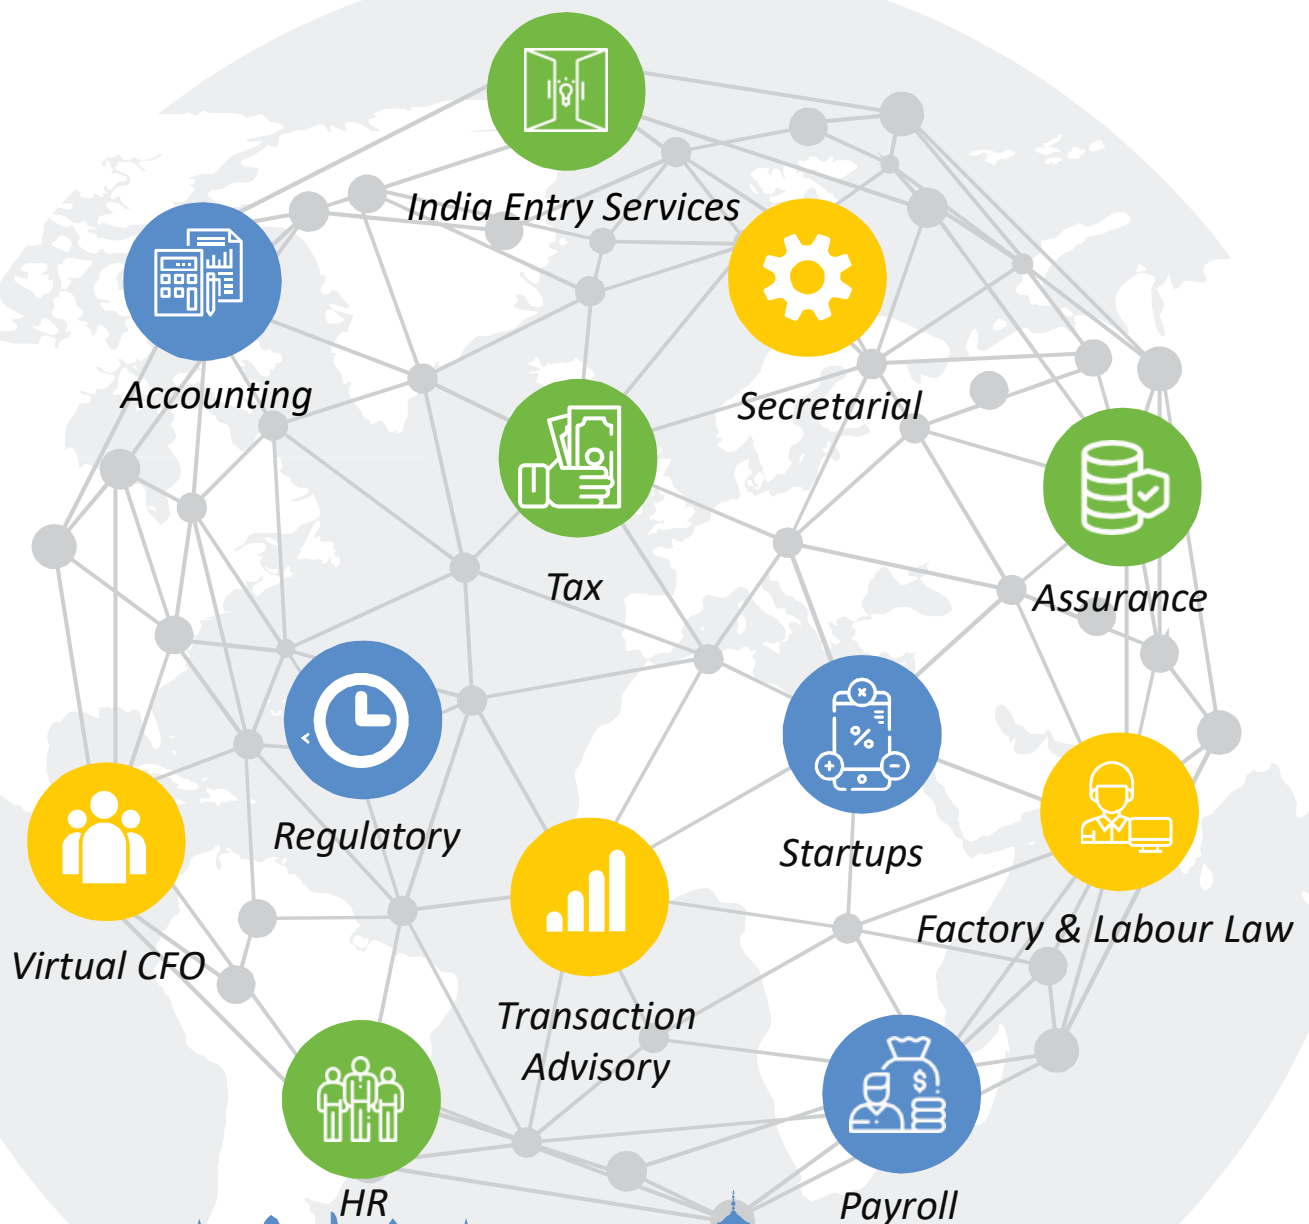 India Entry Services
Accounting
Secretarial
Tax
Assurance
Regulatory
Startups
Factory & Labour Law
Virtual CFO
Transaction
Advisory
HR
Payroll